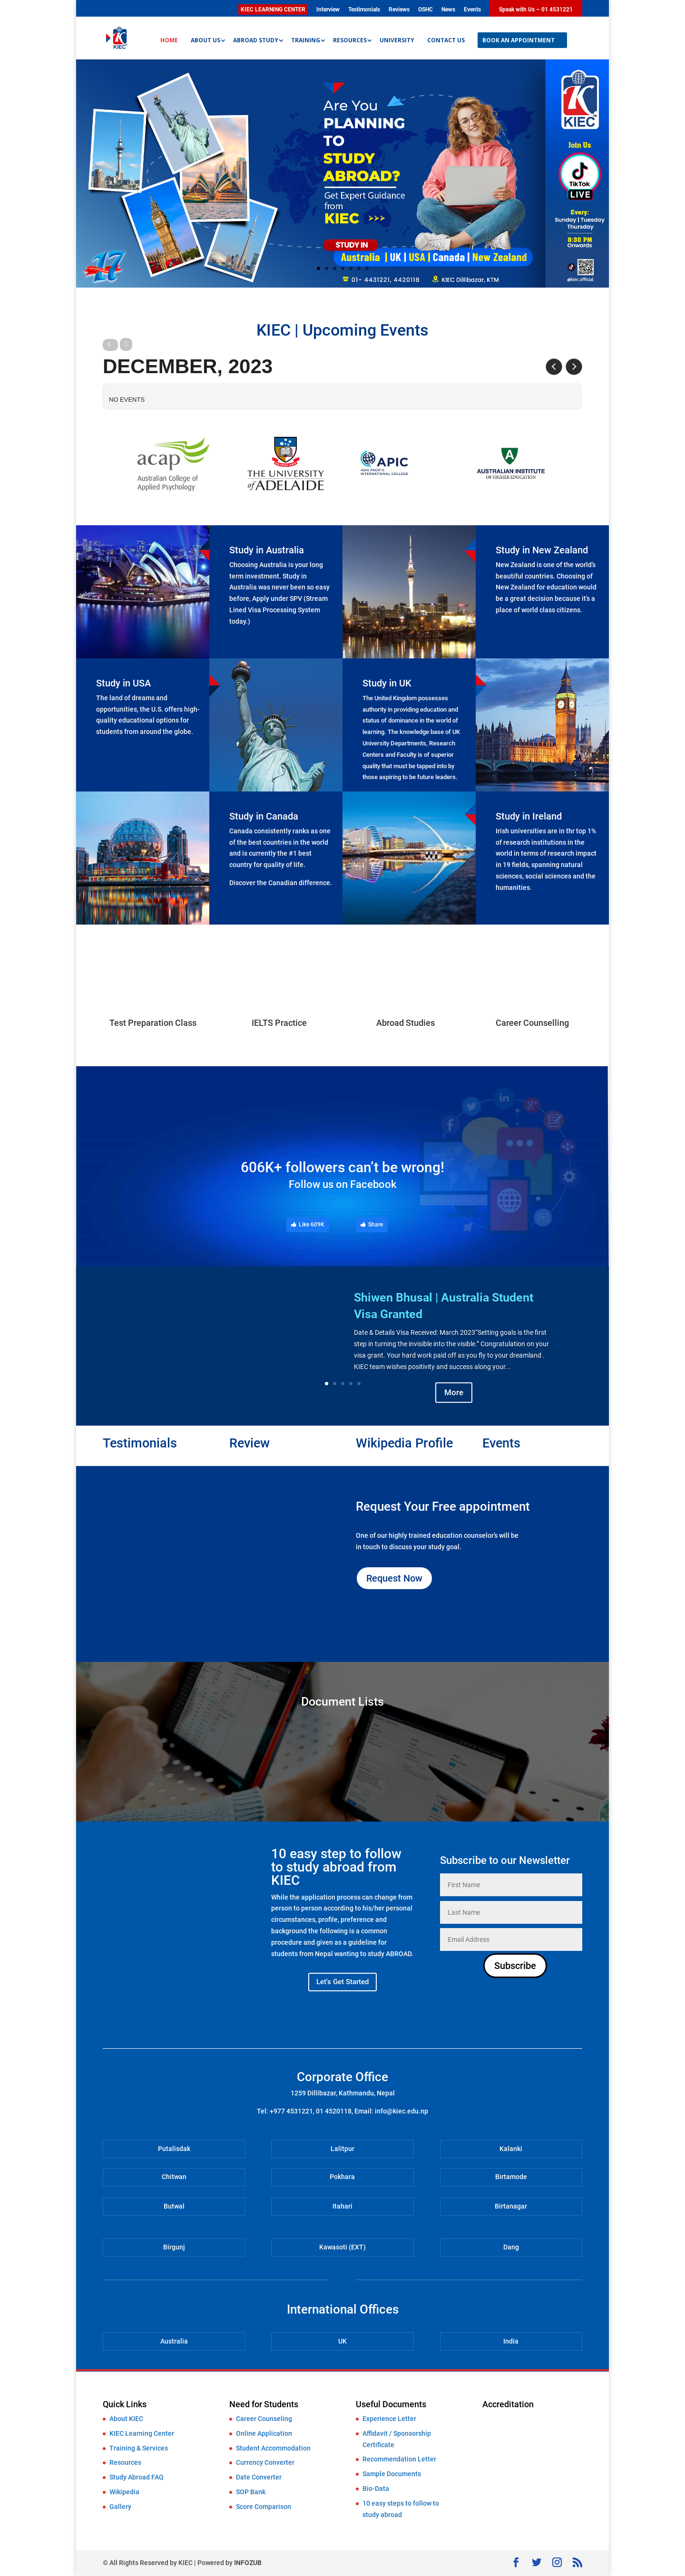 KIEC LEARNING CENTER Interview Testimonials Reviews OSHC News Events Speak with Us – 01 4531221
KIEC
HOME ABOUT US ABROAD STUDY TRAINING RESOURCES UNIVERSITY CONTACT US BOOK AN APPOINTMENT
Are You
PLANNING
TO
STUDY
ABROAD?
Get Expert Guidance
from
KIEC >>>
STUDY IN
Australia | UK | USA | Canada | New Zealand
01– 4431221, 4420118 KIEC Dillibazar, KTM
17
KIEC
Join Us
TikTok
LIVE
Every:
Sunday | Tuesday
Thursday
8:30 PM
Onwards
@kiec.official
KIEC | Upcoming Events
DECEMBER, 2023
NO EVENTS
acap
Australian College of
Applied Psychology
THE UNIVERSITY
of ADELAIDE
APIC
ASIA PACIFIC
INTERNATIONAL COLLEGE
AUSTRALIAN INSTITUTE
OF HIGHER EDUCATION
Study in Australia
Choosing Australia is your long
term investment. Study in
Australia was never been so easy
before, Apply under SPV (Stream
Lined Visa Processing System
today.)
Study in New Zealand
New Zealand is one of the world's
beautiful countries. Choosing of
New Zealand for education would
be a great decision because it's a
place of world class citizens.
Study in USA
The land of dreams and
opportunities, the U.S. offers high-
quality educational options for
students from around the globe.
Study in UK
The United Kingdom possesses
authority in providing education and
status of dominance in the world of
learning. The knowledge base of UK
University Departments, Research
Centers and Faculty is of superior
quality that must be tapped into by
those aspiring to be future leaders.
Study in Canada
Canada consistently ranks as one
of the best countries in the world
and is currently the #1 best
country for quality of life.
Discover the Canadian difference.
Study in Ireland
Irish universities are in thr top 1%
of research institutions in the
world in terms of research impact
in 19 fields, spanning natural
sciences, social sciences and the
humanities.
Test Preparation Class
IELTS Practice
Abroad Studies
Career Counselling
606K+ followers can't be wrong!
Follow us on Facebook
Like 609K Share
Shiwen Bhusal | Australia Student
Visa Granted
Date & Details Visa Received: March 2023"Setting goals is the first
step in turning the invisible into the visible." Congratulation on your
visa grant. Your hard work paid off as you fly to your dreamland .
KIEC team wishes positivity and success along your...
More
Testimonials
Review
Wikipedia Profile
Events
Request Your Free appointment
One of our highly trained education counselor's will be
in touch to discuss your study goal.
Request Now
Document Lists
10 easy step to follow
to study abroad from
KIEC
While the application process can change from
person to person according to his/her personal
circumstances, profile, preference and
background the following is a common
procedure and given as a guideline for
students from Nepal wanting to study ABROAD.
Let's Get Started
Subscribe to our Newsletter
First Name
Last Name
Email Address
Subscribe
Corporate Office
1259 Dillibazar, Kathmandu, Nepal
Tel: +977 4531221, 01 4520118, Email: info@kiec.edu.np
Putalisdak Lalitpur Kalanki
Chitwan Pokhara Birtamode
Butwal Itahari Birtanagar
Birgunj Kawasoti (EXT) Dang
International Offices
Australia UK India
Quick Links
About KIEC
KIEC Learning Center
Training & Services
Resources
Study Abroad FAQ
Wikipedia
Gallery
Need for Students
Career Counseling
Online Application
Student Accommodation
Currency Converter
Date Converter
SOP Bank
Score Comparison
Useful Documents
Experience Letter
Affidavit / Sponsorship
Certificate
Recommendation Letter
Sample Documents
Bio-Data
10 easy steps to follow to
study abroad
Accreditation
© All Rights Reserved by KIEC | Powered by INFOZUB